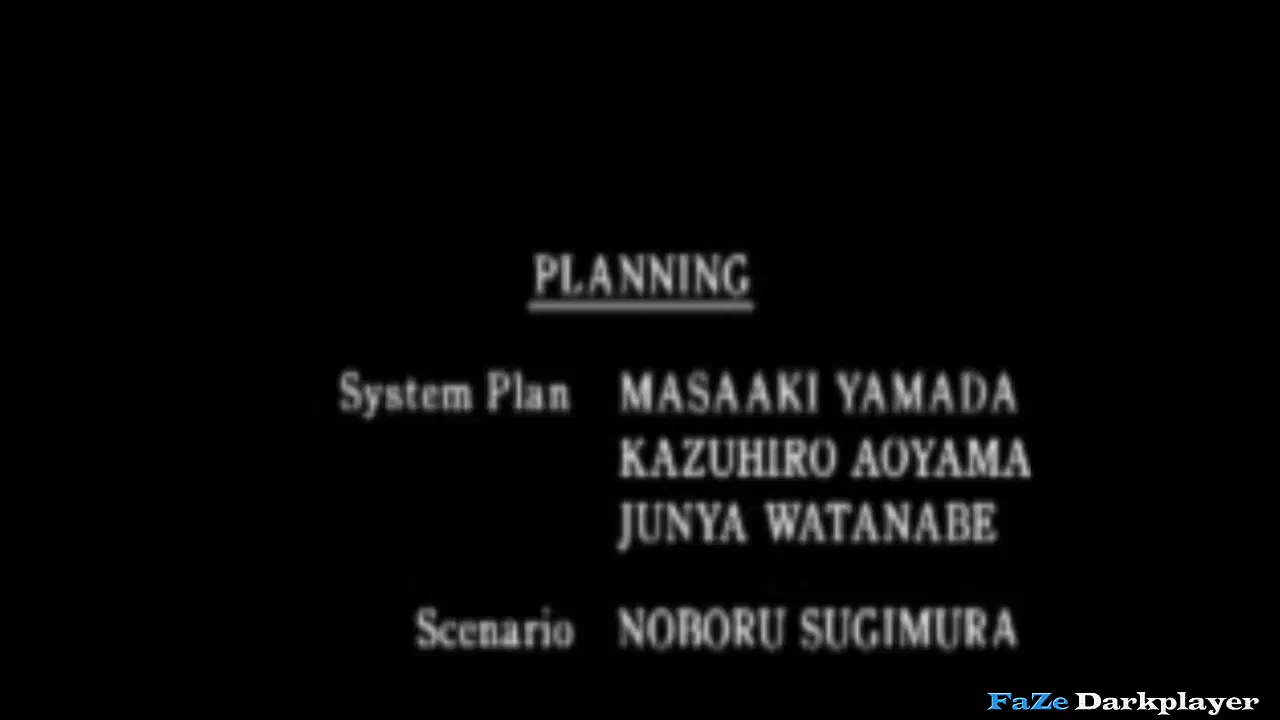 PLANNING
System Plan MASAAKI YAMADA
KAZUHIRO AOYAMA
JUNYA WATANABE
Scenario NOBORU SUGIMURA
FaZe Darkplayer